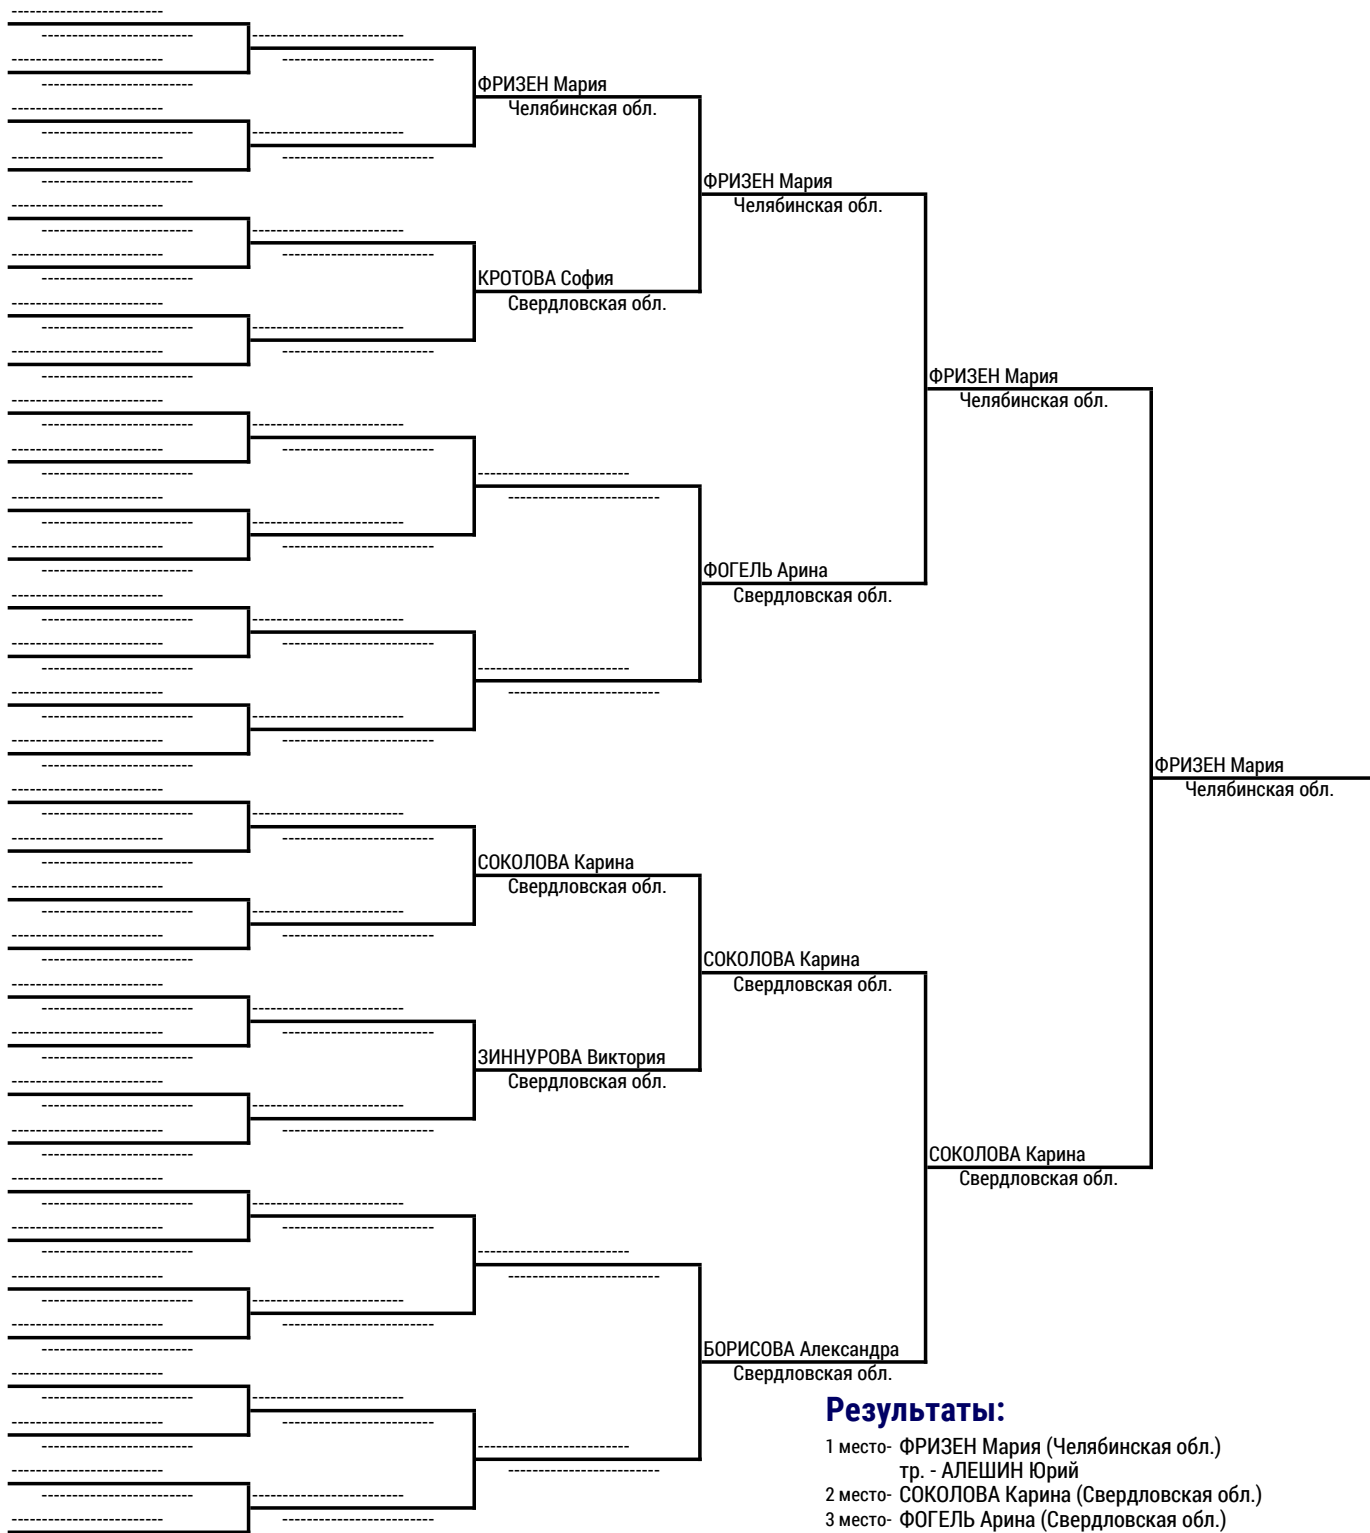 ФРИЗЕН Мария
Челябинская обл.
ФРИЗЕН Мария
Челябинская обл.
КРОТОВА София
Свердловская обл.
ФРИЗЕН Мария
Челябинская обл.
ФОГЕЛЬ Арина
Свердловская обл.
ФРИЗЕН Мария
Челябинская обл.
СОКОЛОВА Карина
Свердловская обл.
СОКОЛОВА Карина
Свердловская обл.
ЗИННУРОВА Виктория
Свердловская обл.
СОКОЛОВА Карина
Свердловская обл.
БОРИСОВА Александра
Свердловская обл.
Результаты:
1 место- ФРИЗЕН Мария (Челябинская обл.)
тр. - АЛЕШИН Юрий
2 место- СОКОЛОВА Карина (Свердловская обл.)
3 место- ФОГЕЛЬ Арина (Свердловская обл.)